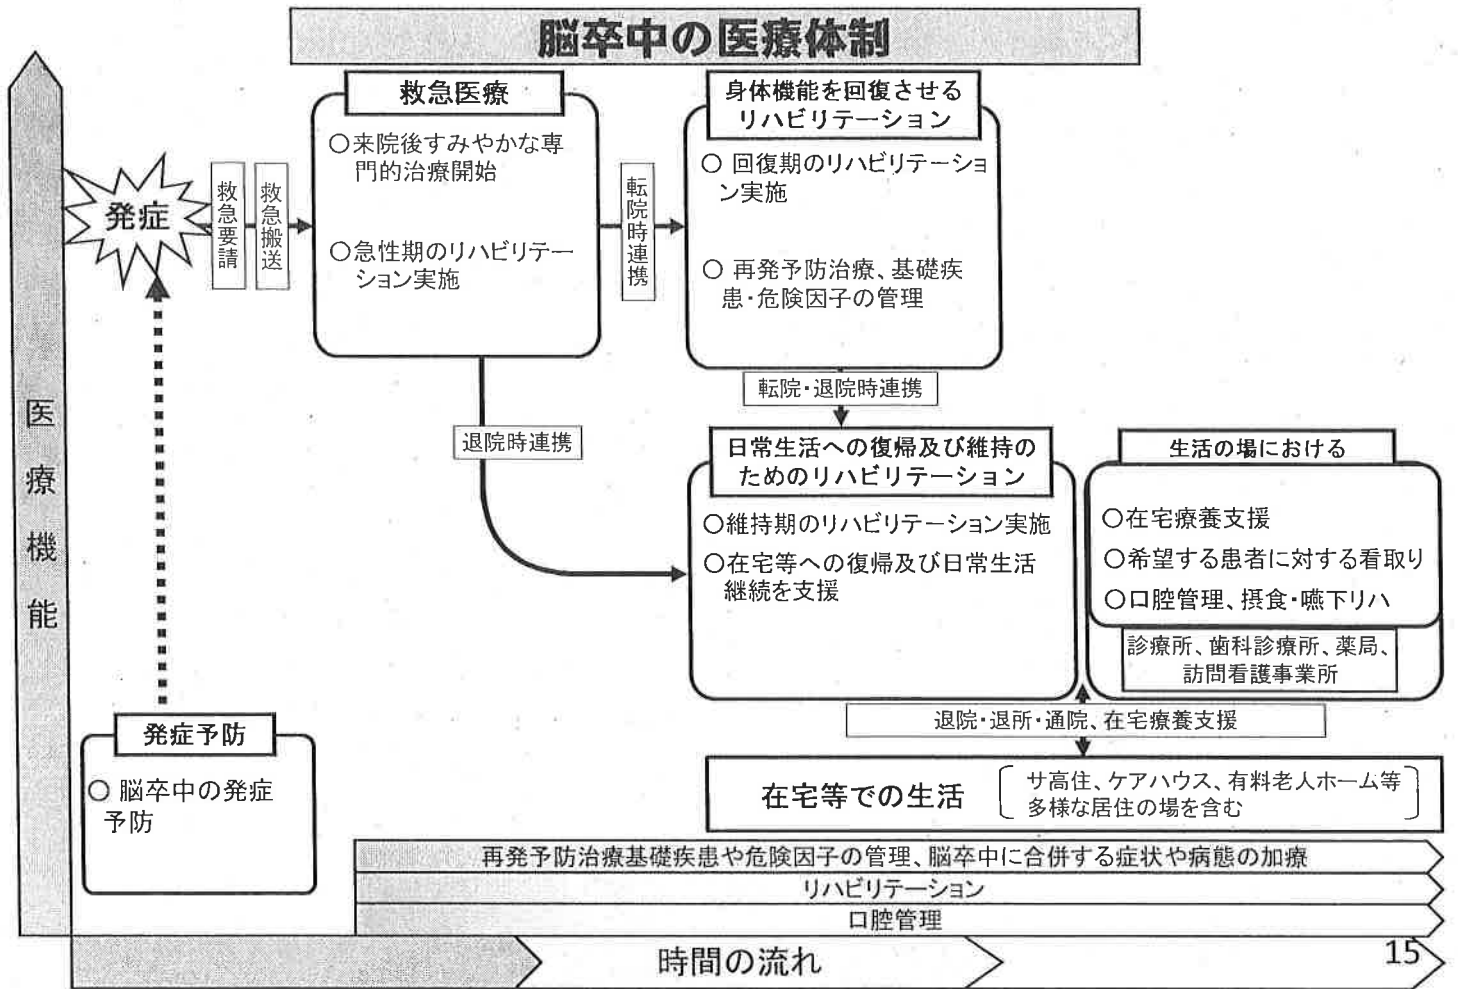 脳卒中の医療体制
救急医療
○来院後すみやかな専
門的治療開始
○急性期のリハビリテー
ション実施
身体機能を回復させる
リハビリテーション
○ 回復期のリハビリテーショ
ン実施
○ 再発予防治療、基礎疾
患・危険因子の管理
発症
救急要請
救急搬送
転院時連携
転院・退院時連携
退院時連携
医療機能
日常生活への復帰及び維持の
ためのリハビリテーション
○維持期のリハビリテーション実施
○在宅等への復帰及び日常生活
継続を支援
生活の場における
○在宅療養支援
○希望する患者に対する看取り
○口腔管理、摂食・嚥下リハ
診療所、歯科診療所、薬局、
訪問看護事業所
退院・退所・通院、在宅療養支援
発症予防
○ 脳卒中の発症
予防
在宅等での生活
サ高住、ケアハウス、有料老人ホーム等
多様な居住の場を含む
再発予防治療基礎疾患や危険因子の管理、脳卒中に合併する症状や病態の加療
リハビリテーション
口腔管理
時間の流れ
15